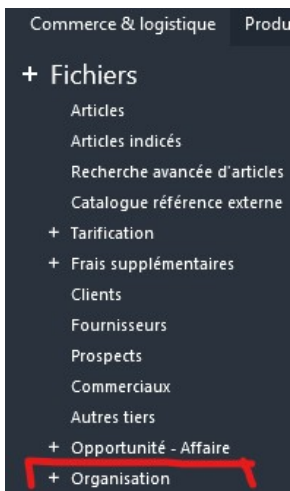 Commerce & logistique Produ
+ Fichiers
Articles
Articles indicés
Recherche avancée d'articles
Catalogue référence externe
+ Tarification
+ Frais supplémentaires
Clients
Fournisseurs
Prospects
Commerciaux
Autres tiers
+ Opportunité - Affaire
+ Organisation